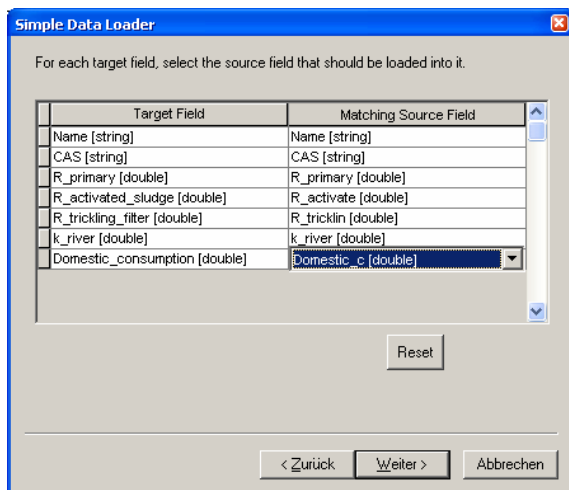 Simple Data Loader
For each target field, select the source field that should be loaded into it.
Target Field Matching Source Field
Name [string] Name [string]
CAS [string] CAS [string]
R_primary [double] R_primary [double]
R_activated_sludge [double] R_activate [double]
R_trickling_filter [double] R_tricklin [double]
k_river [double] k_river [double]
Domestic_consumption [double] Domestic_c [double]
Reset
< Zurück Weiter > Abbrechen